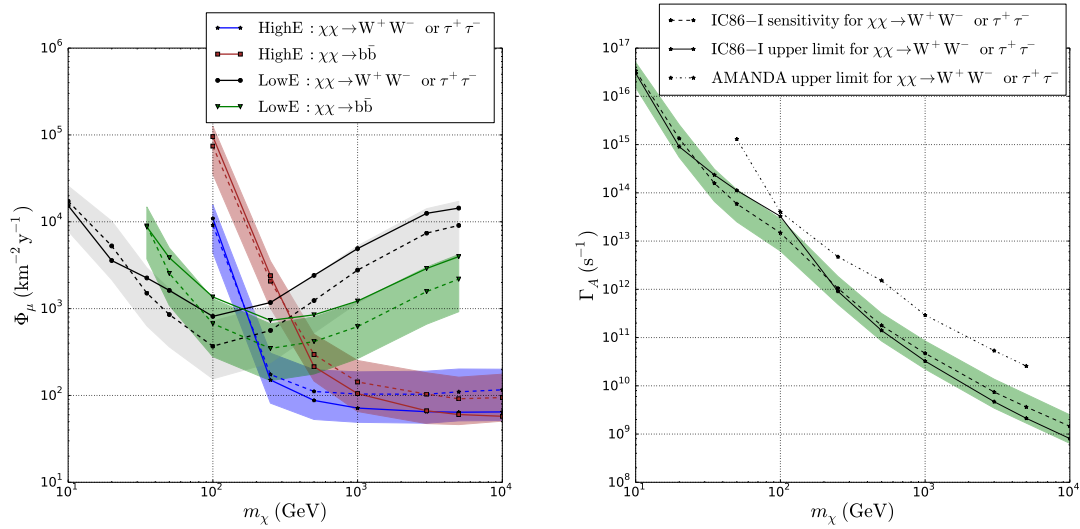 HighE : χχ→W⁺ W⁻ or τ⁺ τ⁻
HighE : χχ→bb̄
LowE : χχ→W⁺ W⁻ or τ⁺ τ⁻
LowE : χχ→bb̄
10⁶
10⁵
10⁴
10³
10²
10¹
Φ_μ (km⁻² y⁻¹)
10¹ 10² 10³ 10⁴
m_χ (GeV)
IC86−I sensitivity for χχ→W⁺ W⁻ or τ⁺ τ⁻
IC86−I upper limit for χχ→W⁺ W⁻ or τ⁺ τ⁻
AMANDA upper limit for χχ→W⁺ W⁻ or τ⁺ τ⁻
10¹⁷
10¹⁶
10¹⁵
10¹⁴
10¹³
10¹²
10¹¹
10¹⁰
10⁹
10⁸
Γ_A (s⁻¹)
10¹ 10² 10³ 10⁴
m_χ (GeV)